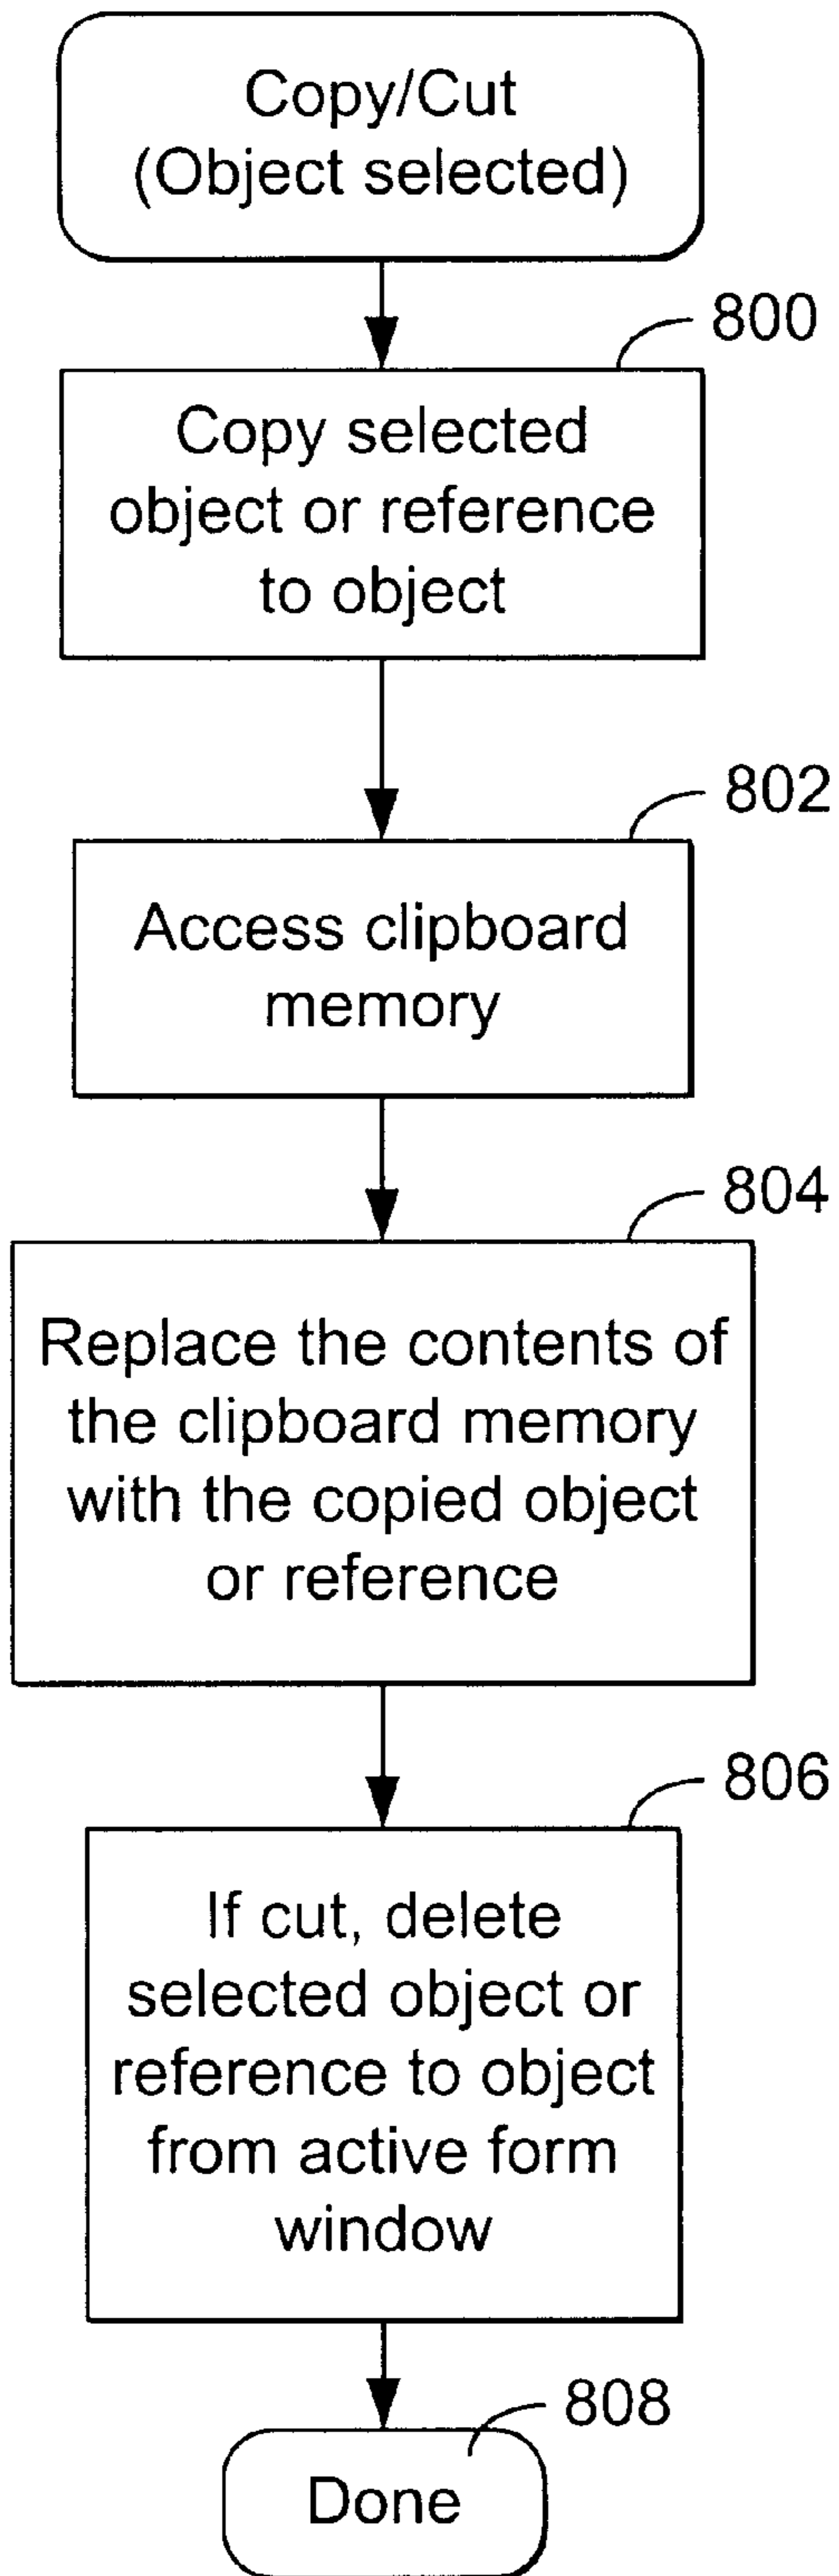 Copy/Cut
(Object selected)
800
Copy selected
object or reference
to object
802
Access clipboard
memory
804
Replace the contents of
the clipboard memory
with the copied object
or reference
806
If cut, delete
selected object or
reference to object
from active form
window
808
Done